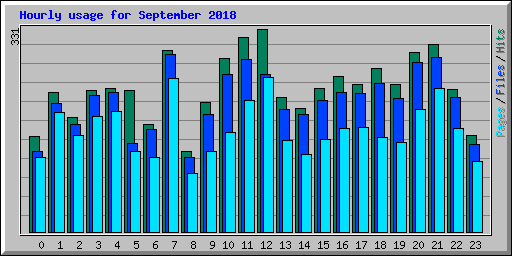 Hourly usage for September 2018
331
Pages / Files / Hits
0 1 2 3 4 5 6 7 8 9 10 11 12 13 14 15 16 17 18 19 20 21 22 23